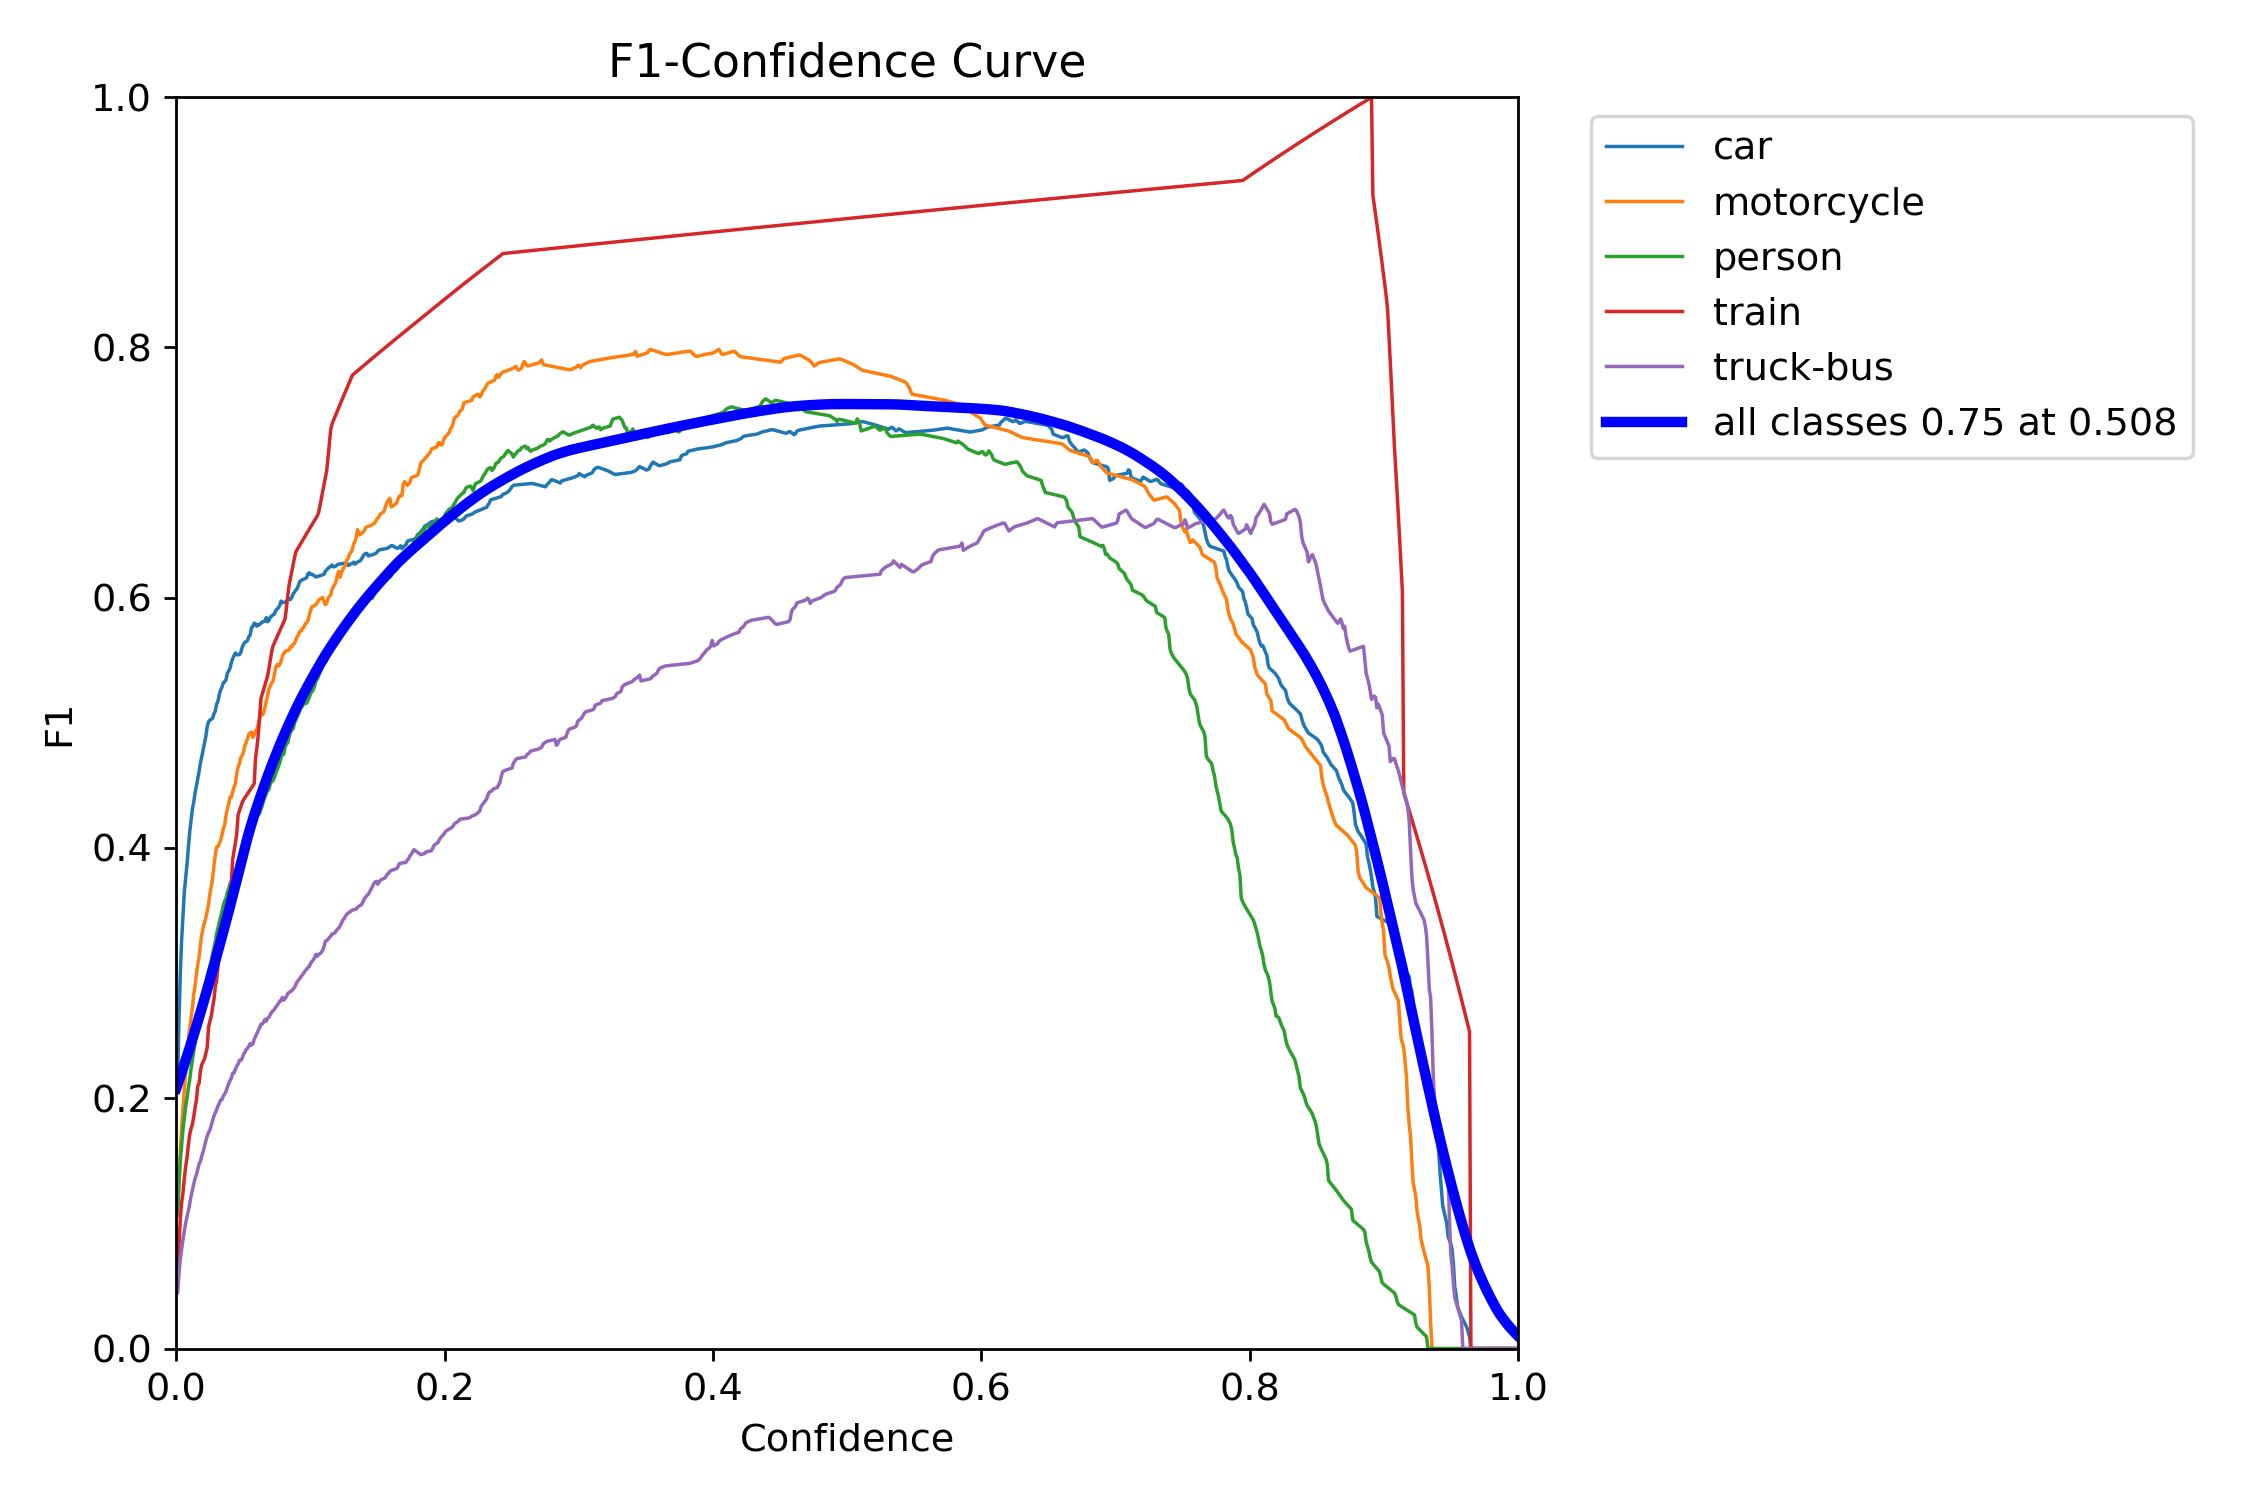 F1-Confidence Curve
1.0
0.8
0.6
0.4
0.2
0.0
F1
0.0 0.2 0.4 0.6 0.8 1.0
Confidence
car
motorcycle
person
train
truck-bus
all classes 0.75 at 0.508